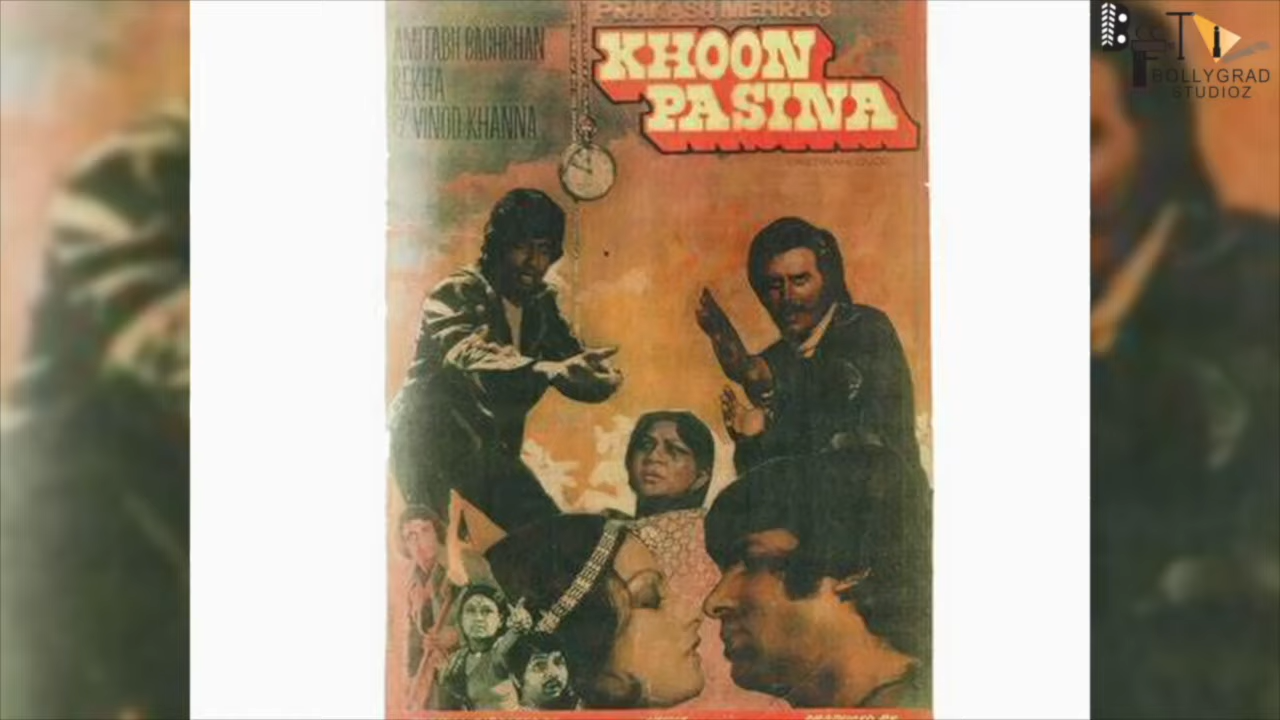 PRAKASH MEHRA'S
KHOON
PASINA
AMITABH BACHCHAN
REKHA
& VINOD KHANNA
BOLLYGRAD
STUDIOZ